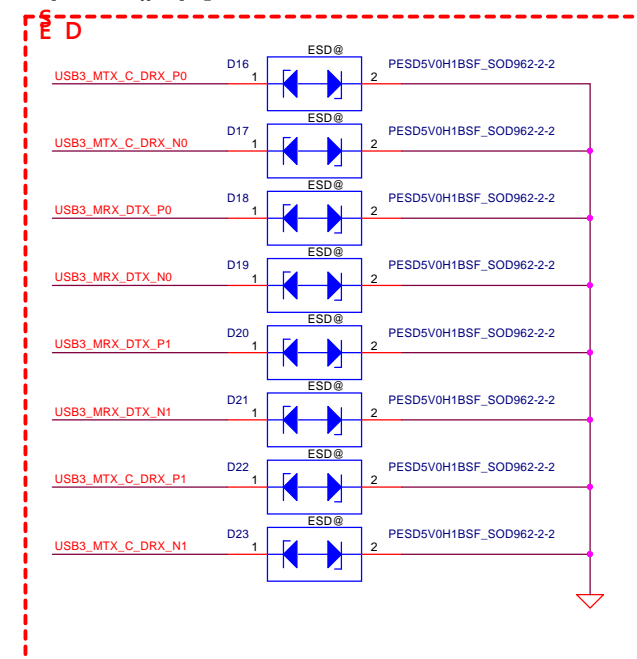 ESD
ESD@
D16 PESD5V0H1BSF_SOD962-2-2
USB3_MTX_C_DRX_P0 1 2
ESD@
D17 PESD5V0H1BSF_SOD962-2-2
USB3_MTX_C_DRX_N0 1 2
ESD@
D18 PESD5V0H1BSF_SOD962-2-2
USB3_MRX_DTX_P0 1 2
ESD@
D19 PESD5V0H1BSF_SOD962-2-2
USB3_MRX_DTX_N0 1 2
ESD@
D20 PESD5V0H1BSF_SOD962-2-2
USB3_MRX_DTX_P1 1 2
ESD@
D21 PESD5V0H1BSF_SOD962-2-2
USB3_MRX_DTX_N1 1 2
ESD@
D22 PESD5V0H1BSF_SOD962-2-2
USB3_MTX_C_DRX_P1 1 2
ESD@
D23 PESD5V0H1BSF_SOD962-2-2
USB3_MTX_C_DRX_N1 1 2